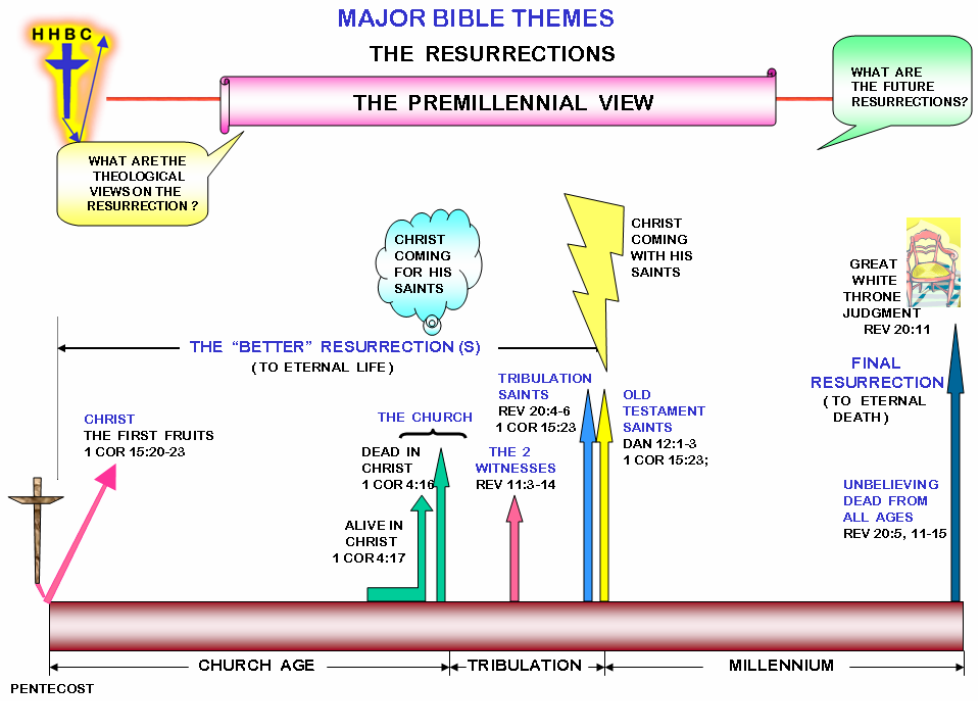 MAJOR BIBLE THEMES
HHBC
THE RESURRECTIONS
THE PREMILLENNIAL VIEW
WHAT ARE
THE FUTURE
RESURRECTIONS?
WHAT ARE THE
THEOLOGICAL
VIEWS ON THE
RESURRECTION ?
CHRIST
COMING
FOR HIS
SAINTS
CHRIST
COMING
WITH HIS
SAINTS
GREAT
WHITE
THRONE
JUDGMENT
REV 20:11
THE “BETTER” RESURRECTION (S)
( TO ETERNAL LIFE )
FINAL
RESURRECTION
( TO ETERNAL
DEATH )
CHRIST
THE FIRST FRUITS
1 COR 15:20-23
THE CHURCH
DEAD IN
CHRIST
1 COR 4:16
ALIVE IN
CHRIST
1 COR 4:17
THE 2
WITNESSES
REV 11:3-14
TRIBULATION
SAINTS
REV 20:4-6
1 COR 15:23
OLD
TESTAMENT
SAINTS
DAN 12:1-3
1 COR 15:23;
UNBELIEVING
DEAD FROM
ALL AGES
REV 20:5, 11-15
CHURCH AGE
TRIBULATION
MILLENNIUM
PENTECOST